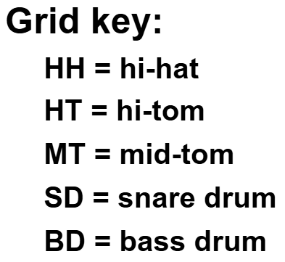 Grid key:
HH = hi-hat
HT = hi-tom
MT = mid-tom
SD = snare drum
BD = bass drum